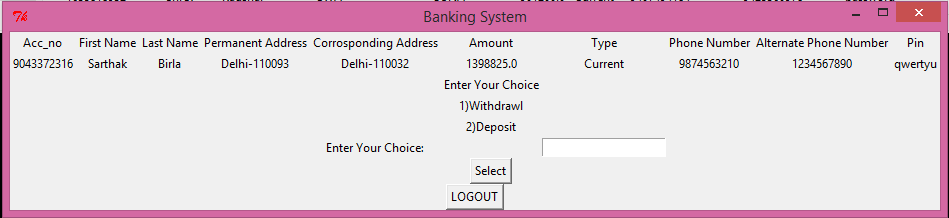 Banking System
Acc_no First Name Last Name Permanent Address Corrosponding Address Amount Type Phone Number Alternate Phone Number Pin
9043372316 Sarthak Birla Delhi-110093 Delhi-110032 1398825.0 Current 9874563210 1234567890 qwertyu
Enter Your Choice
1)Withdrawl
2)Deposit
Enter Your Choice:
Select
LOGOUT